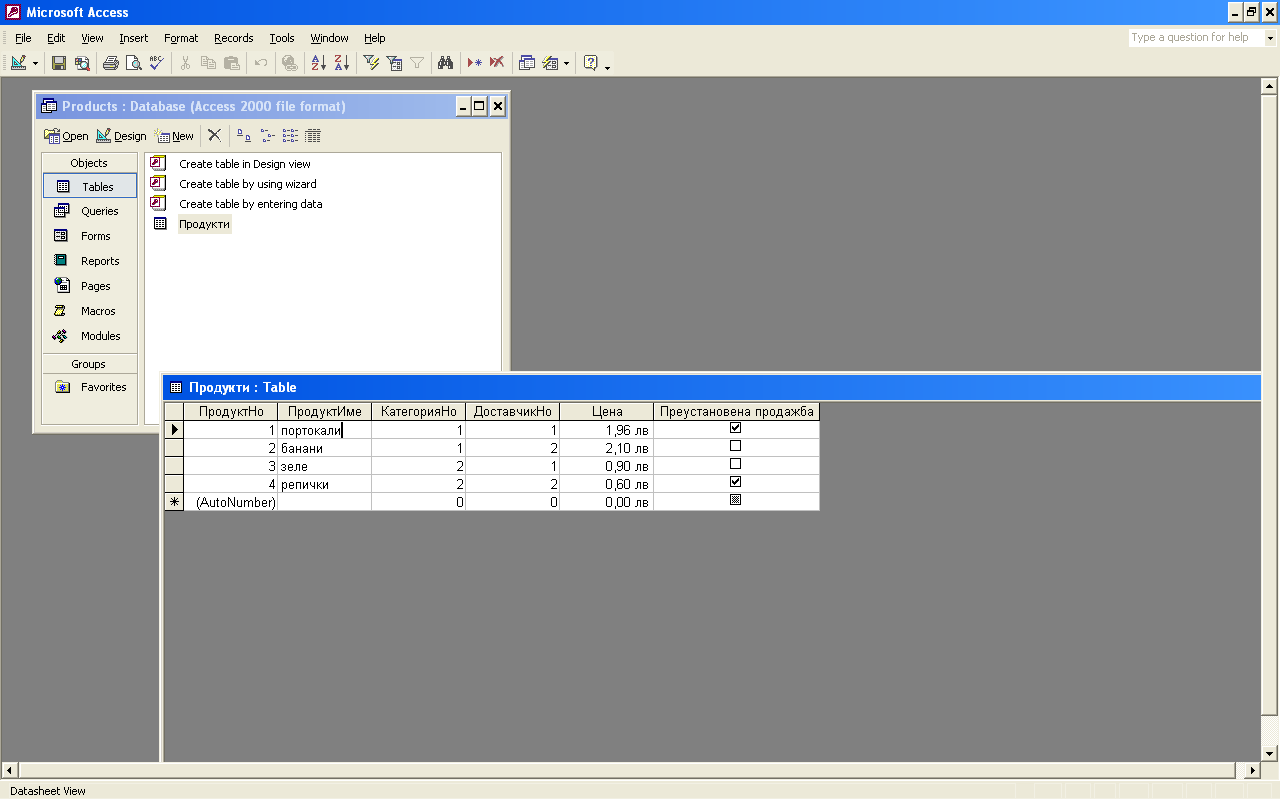 Microsoft Access
File Edit View Insert Format Records Tools Window Help
Type a question for help
Products : Database (Access 2000 file format)
Open Design New
Objects
Tables
Queries
Forms
Reports
Pages
Macros
Modules
Groups
Favorites
Create table in Design view
Create table by using wizard
Create table by entering data
Продукти
Продукти : Table
ПродуктНо ПродуктИме КатегорияНо ДоставчикНо Цена Преустановена продажба
1 портокали 1 1 1,96 лв
2 банани 1 2 2,10 лв
3 зеле 2 1 0,90 лв
4 репички 2 2 0,60 лв
(AutoNumber) 0 0 0,00 лв
Datasheet View